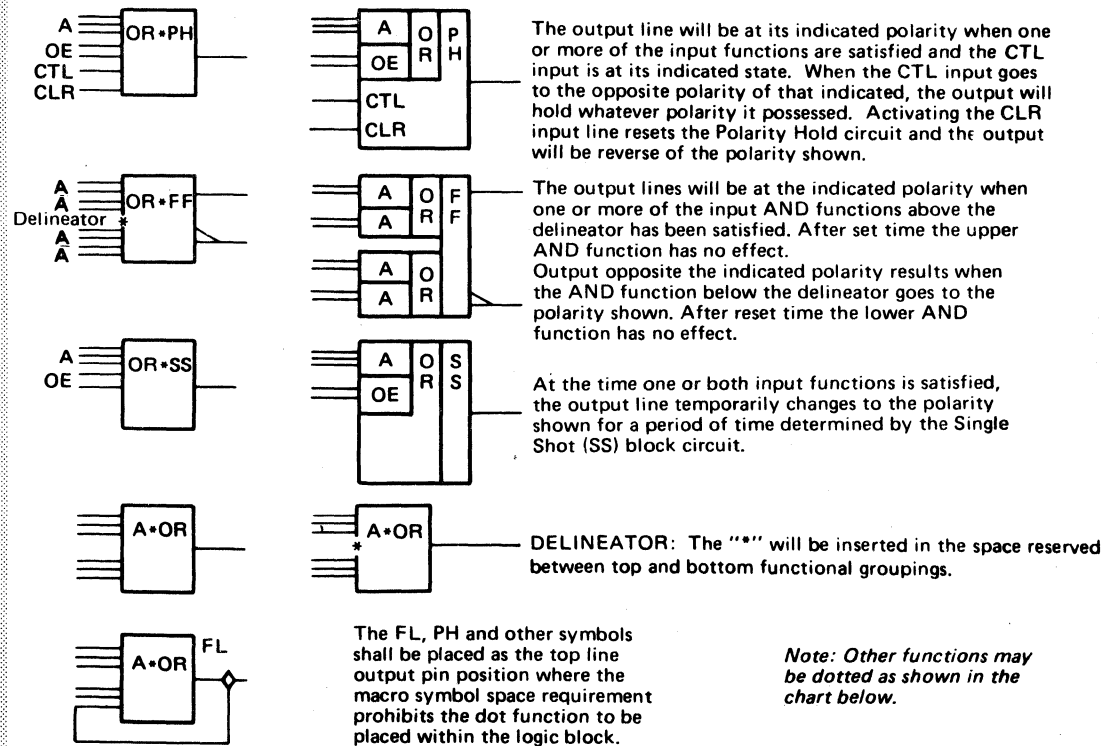 A
OE
CTL
CLR
OR*PH
A
OE
OR
PH
CTL
CLR
The output line will be at its indicated polarity when one
or more of the input functions are satisfied and the CTL
input is at its indicated state. When the CTL input goes
to the opposite polarity of that indicated, the output will
hold whatever polarity it possessed. Activating the CLR
input line resets the Polarity Hold circuit and the output
will be reverse of the polarity shown.
A
A
Delineator *
A
A
OR*FF
A
A
OR
FF
A
A
OR
The output lines will be at the indicated polarity when
one or more of the input AND functions above the
delineator has been satisfied. After set time the upper
AND function has no effect.
Output opposite the indicated polarity results when
the AND function below the delineator goes to the
polarity shown. After reset time the lower AND
function has no effect.
A
OE
OR*SS
A
OE
OR
SS
At the time one or both input functions is satisfied,
the output line temporarily changes to the polarity
shown for a period of time determined by the Single
Shot (SS) block circuit.
A*OR
A*OR
*
DELINEATOR: The "*" will be inserted in the space reserved
between top and bottom functional groupings.
A*OR
FL
The FL, PH and other symbols
shall be placed as the top line
output pin position where the
macro symbol space requirement
prohibits the dot function to be
placed within the logic block.
Note: Other functions may
be dotted as shown in the
chart below.